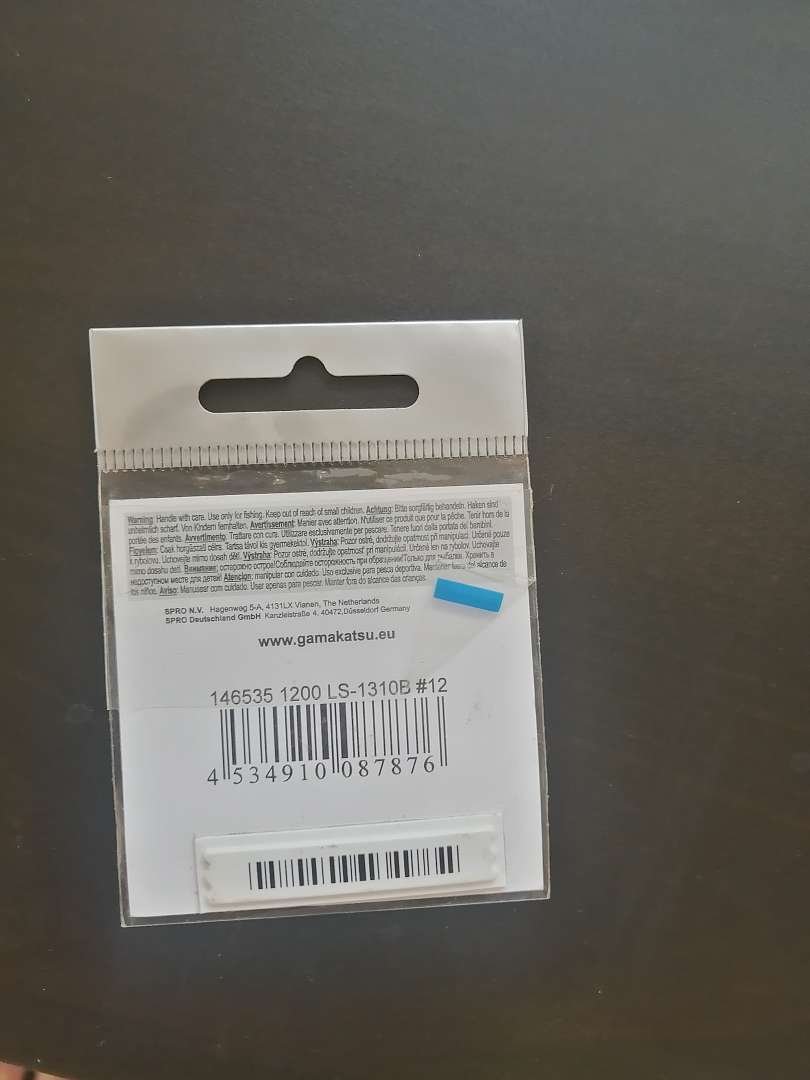 Warning: Handle with care. Use only for fishing. Keep out of reach of small children. Achtung: Bitte sorgfältig behandeln. Haken sind
unheimlich scharf. Von Kindern fernhalten. Avertissement: Manier avec attention. N'utiliser ce produit que pour la pêche. Tenir hors de la
portée des enfants. Avvertimento: Trattare con cura. Utilizzare esclusivamente per pescare. Tenere fuori dalla portata dei bambini.
Figyelum: Csak horgászati célra. Tartsa távol kis gyermekektol. Výstraha: Pozor ostré, dodržujte opatrnosť pri manipulaci. Určené pouze
k rybolovu. Uchovejte mimo dosah dětí. Výstraha: Pozor ostré, dodržujte opatrnosť pri manipulácii. Určené len na rybolov. Uchovajte
mimo dosahu detí. Внимание: осторожно остро!Соблюдайте осторожность при обращении!Только для рыбалки. Хранить в
недоступном месте для детей! Atencion: manipular con cuidado. Uso exclusivo para pesca deportiva. Mantener fuera del alcance de
los niños. Aviso: Manusear com cuidado. Usar apenas para pescar. Manter fora do alcance das crianças.
SPRO N.V. Hagenweg 5-A, 4131LX Vianen, The Netherlands
SPRO Deutschland GmbH Kanzleistraße 4. 40472,Düsseldorf Germany
www.gamakatsu.eu
146535 1200 LS-1310B #12
4 534910 087876